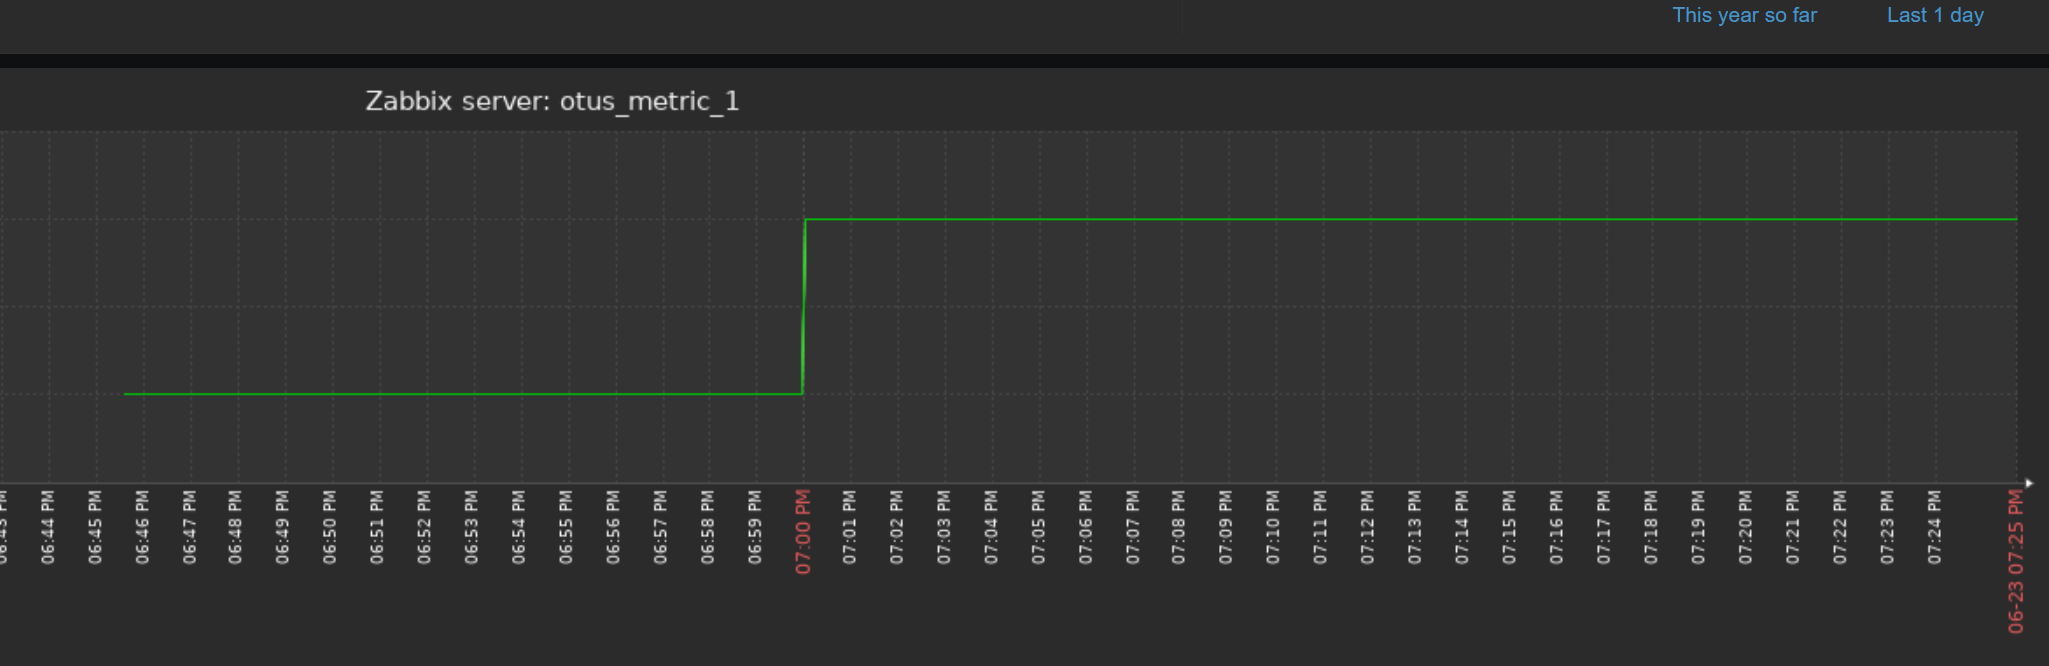 This year so far Last 1 day
Zabbix server: otus_metric_1
06:44 PM
06:45 PM
06:46 PM
06:47 PM
06:48 PM
06:49 PM
06:50 PM
06:51 PM
06:52 PM
06:53 PM
06:54 PM
06:55 PM
06:56 PM
06:57 PM
06:58 PM
06:59 PM
07:00 PM
07:01 PM
07:02 PM
07:03 PM
07:04 PM
07:05 PM
07:06 PM
07:07 PM
07:08 PM
07:09 PM
07:10 PM
07:11 PM
07:12 PM
07:13 PM
07:14 PM
07:15 PM
07:16 PM
07:17 PM
07:18 PM
07:19 PM
07:20 PM
07:21 PM
07:22 PM
07:23 PM
07:24 PM
06-23 07:25 PM